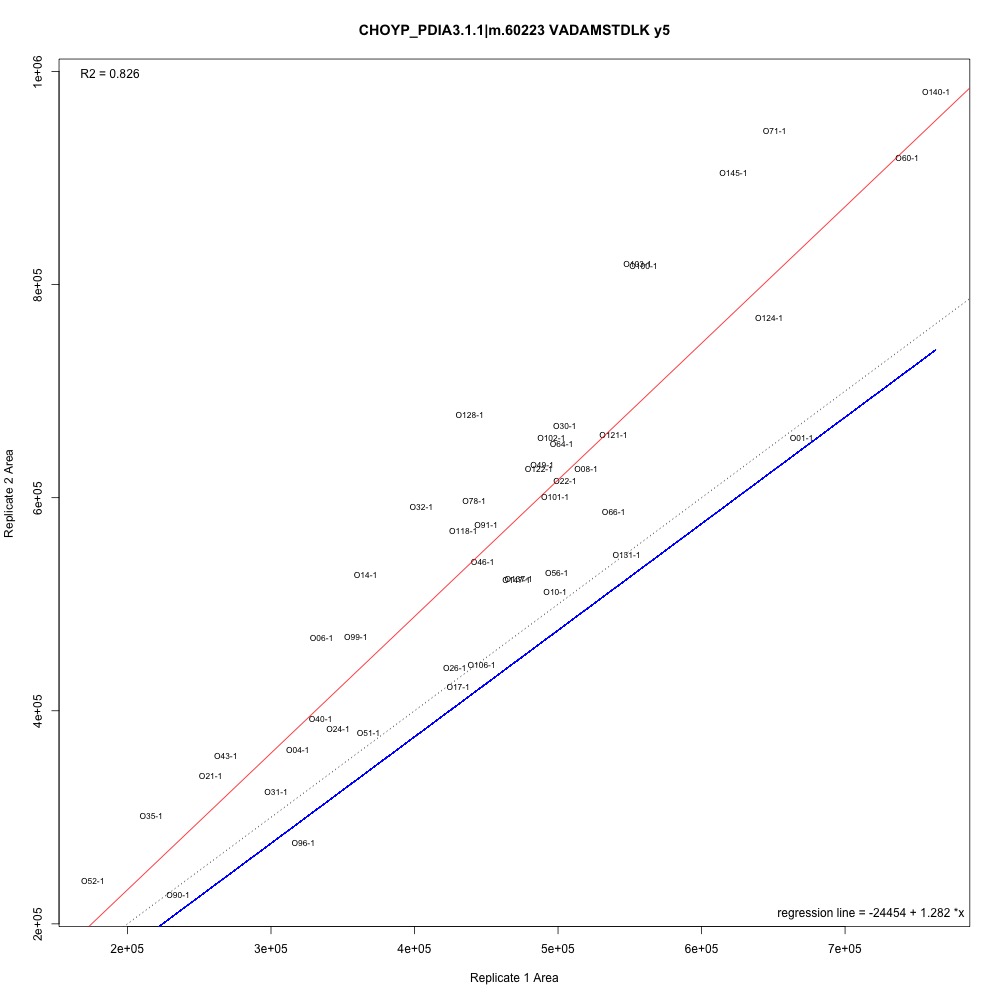 CHOYP_PDIA3.1.1|m.60223 VADAMSTDLK y5
R2 = 0.826
1e+06
8e+05
6e+05
4e+05
2e+05
Replicate 2 Area
O140-1
O71-1
O60-1
O145-1
O100-1
O124-1
O128-1
O30-1
O121-1
O102-1
O01-1
O64-1
O49-1
O122-1
O08-1
O22-1
O101-1
O78-1
O32-1
O66-1
O91-1
O118-1
O131-1
O46-1
O14-1
O56-1
O10-1
O06-1
O99-1
O26-1
O106-1
O17-1
O40-1
O24-1
O51-1
O04-1
O43-1
O21-1
O31-1
O35-1
O96-1
O52-1
O90-1
regression line = -24454 + 1.282 *x
2e+05
3e+05
4e+05
5e+05
6e+05
7e+05
Replicate 1 Area